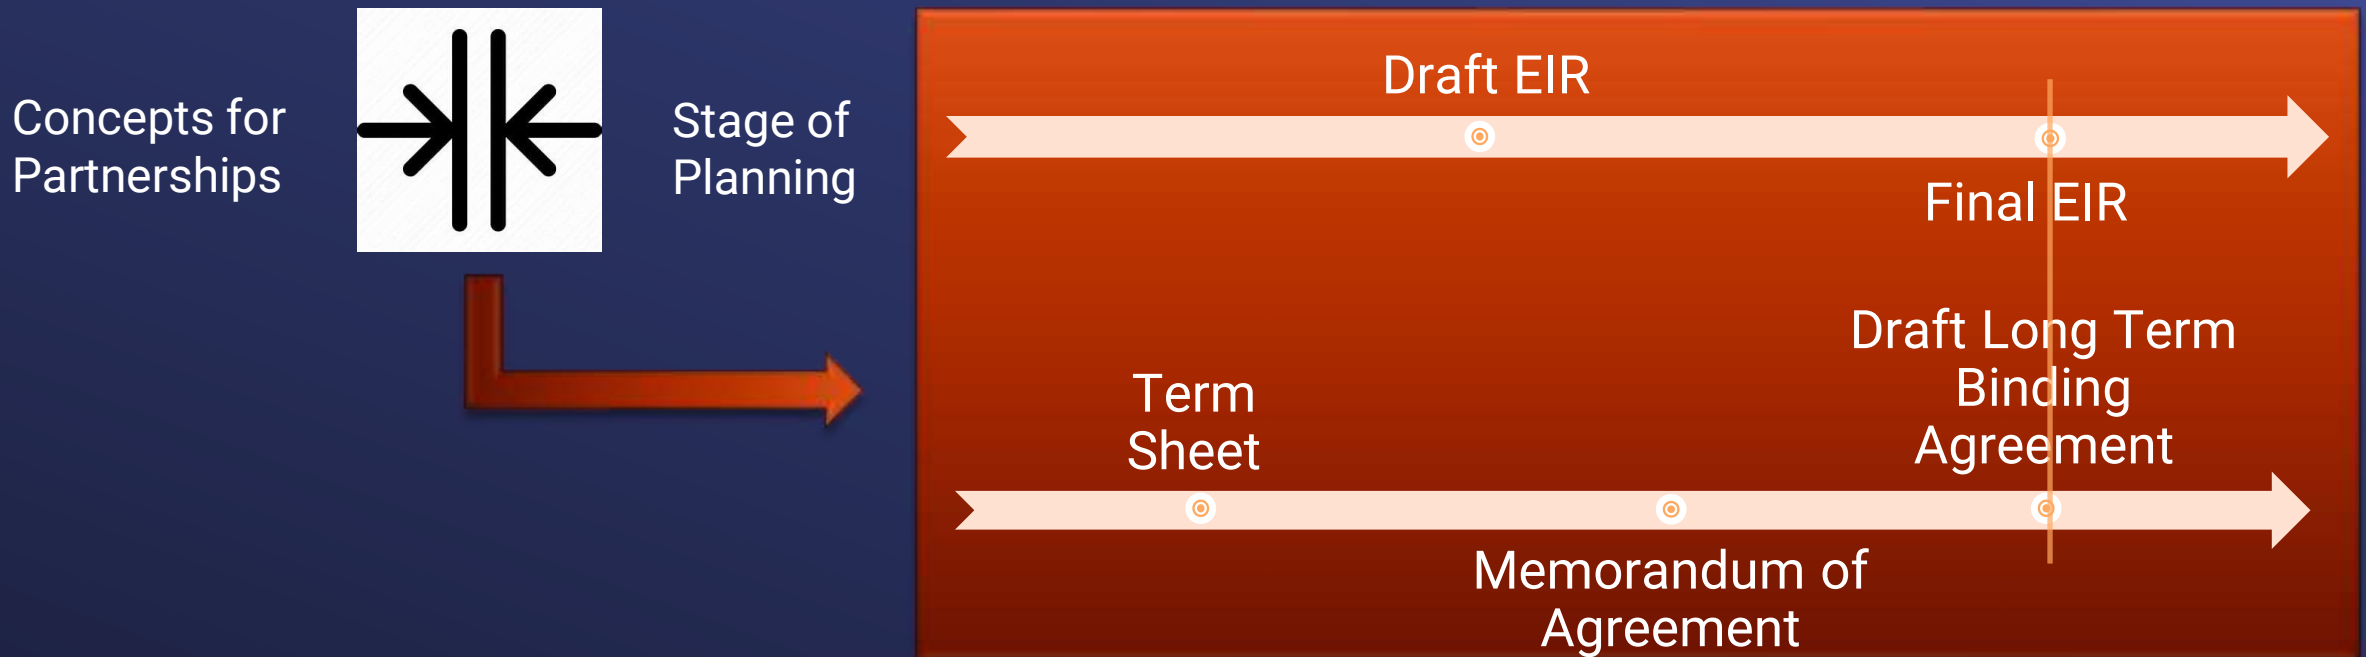 Concepts for
Partnerships
Stage of
Planning
Draft EIR
Final EIR
Term
Sheet
Draft Long Term
Binding
Agreement
Memorandum of
Agreement